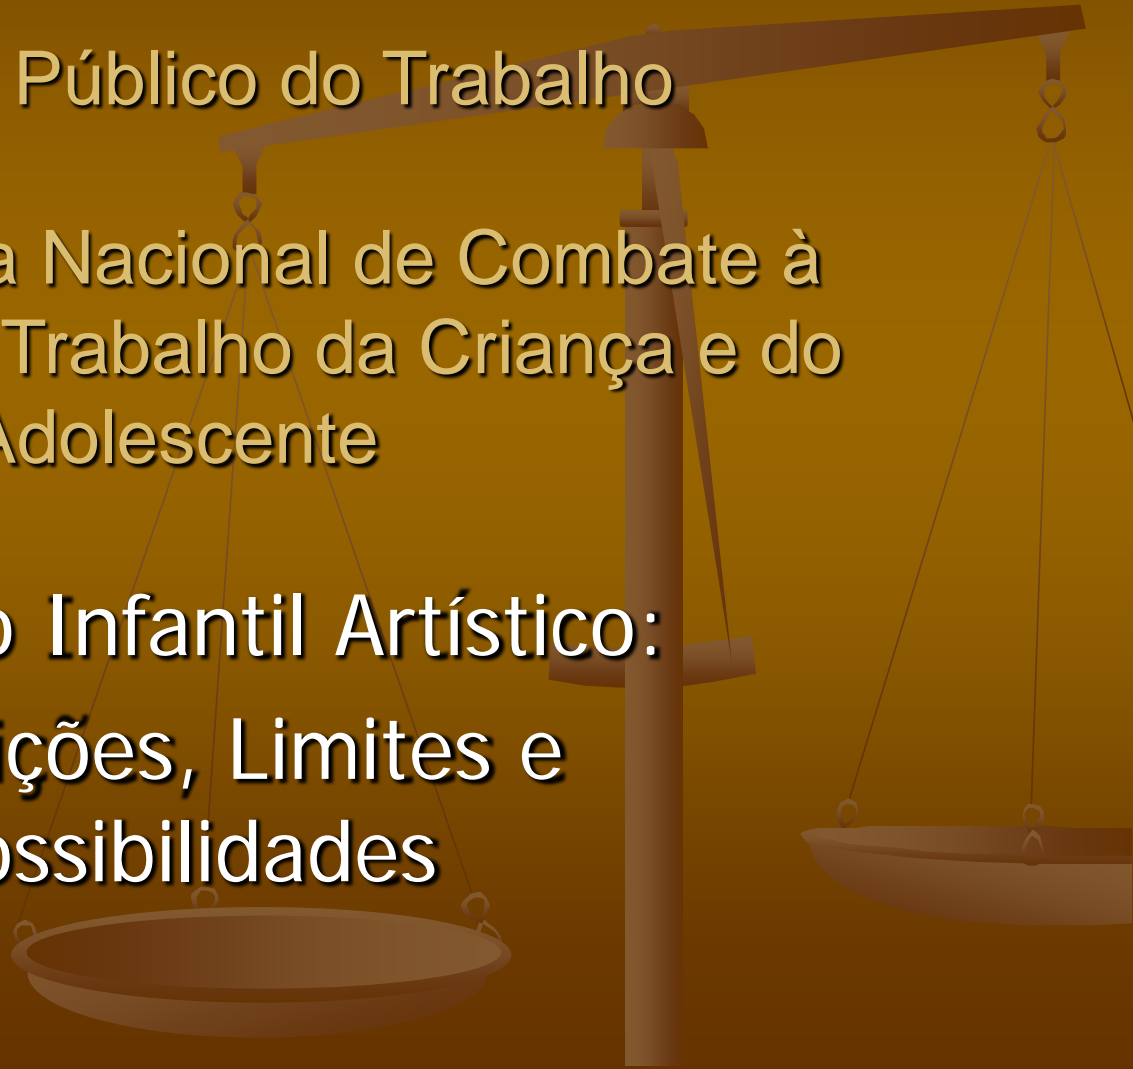 Público do Trabalho
a Nacional de Combate à
Trabalho da Criança e do
Adolescente
o Infantil Artístico:
ições, Limites e
ossibilidades